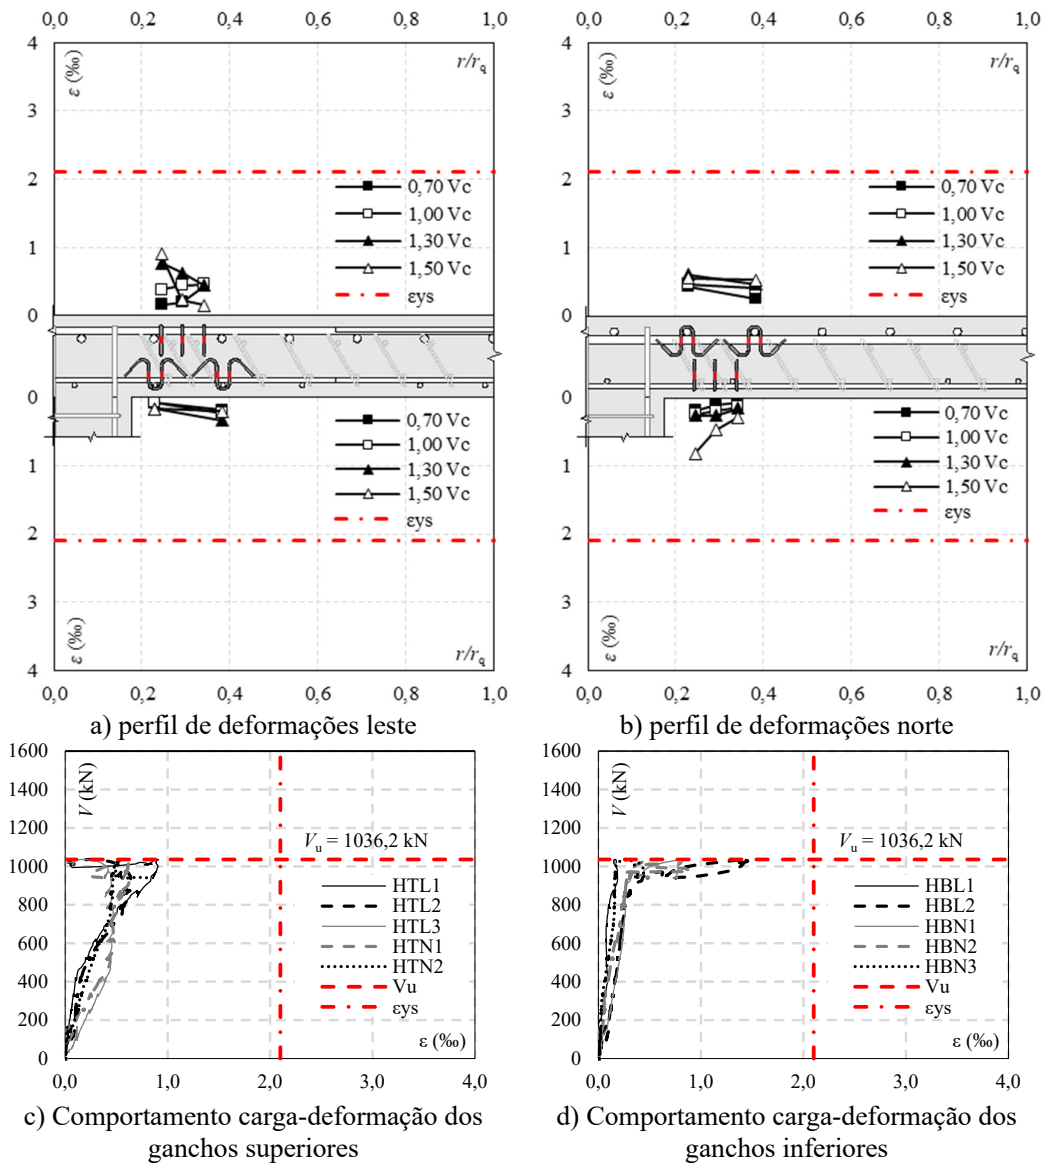 0,0 0,2 0,4 0,6 0,8 1,0
4
3
2
1
0
0
1
2
3
4
ε (‰)
r/rq
0,70 Vc
1,00 Vc
1,30 Vc
1,50 Vc
εys
0,70 Vc
1,00 Vc
1,30 Vc
1,50 Vc
εys
ε (‰)
r/rq
0,0 0,2 0,4 0,6 0,8 1,0
a) perfil de deformações leste
0,0 0,2 0,4 0,6 0,8 1,0
4
3
2
1
0
0
1
2
3
4
ε (‰)
r/rq
0,70 Vc
1,00 Vc
1,30 Vc
1,50 Vc
εys
0,70 Vc
1,00 Vc
1,30 Vc
1,50 Vc
εys
ε (‰)
r/rq
0,0 0,2 0,4 0,6 0,8 1,0
b) perfil de deformações norte
1600
1400
1200
1000
800
600
400
200
0
V (kN)
Vu = 1036,2 kN
HTL1
HTL2
HTL3
HTN1
HTN2
Vu
εys
ε (‰)
0,0 1,0 2,0 3,0 4,0
c) Comportamento carga-deformação dos
ganchos superiores
1600
1400
1200
1000
800
600
400
200
0
V (kN)
Vu = 1036,2 kN
HBL1
HBL2
HBN1
HBN2
HBN3
Vu
εys
ε (‰)
0,0 1,0 2,0 3,0 4,0
d) Comportamento carga-deformação dos
ganchos inferiores